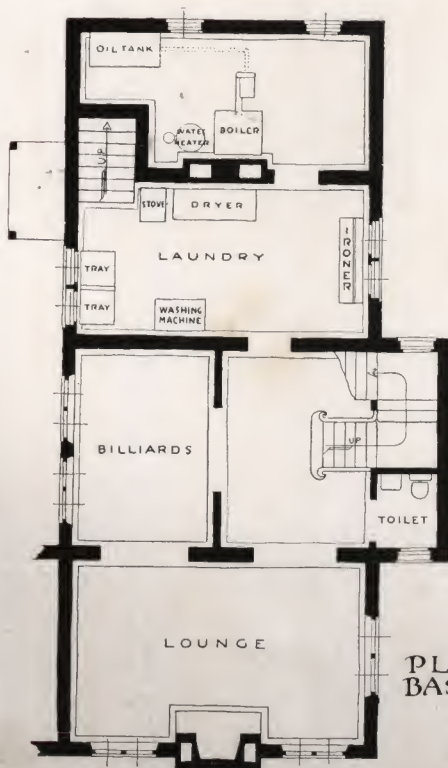 OIL TANK
WATER
HEATER
BOILER
UP
STOVE
DRYER
LAUNDRY
IRONER
TRAY
TRAY
WASHING
MACHINE
BILLIARDS
UP
TOILET
LOUNGE
PL
BAS